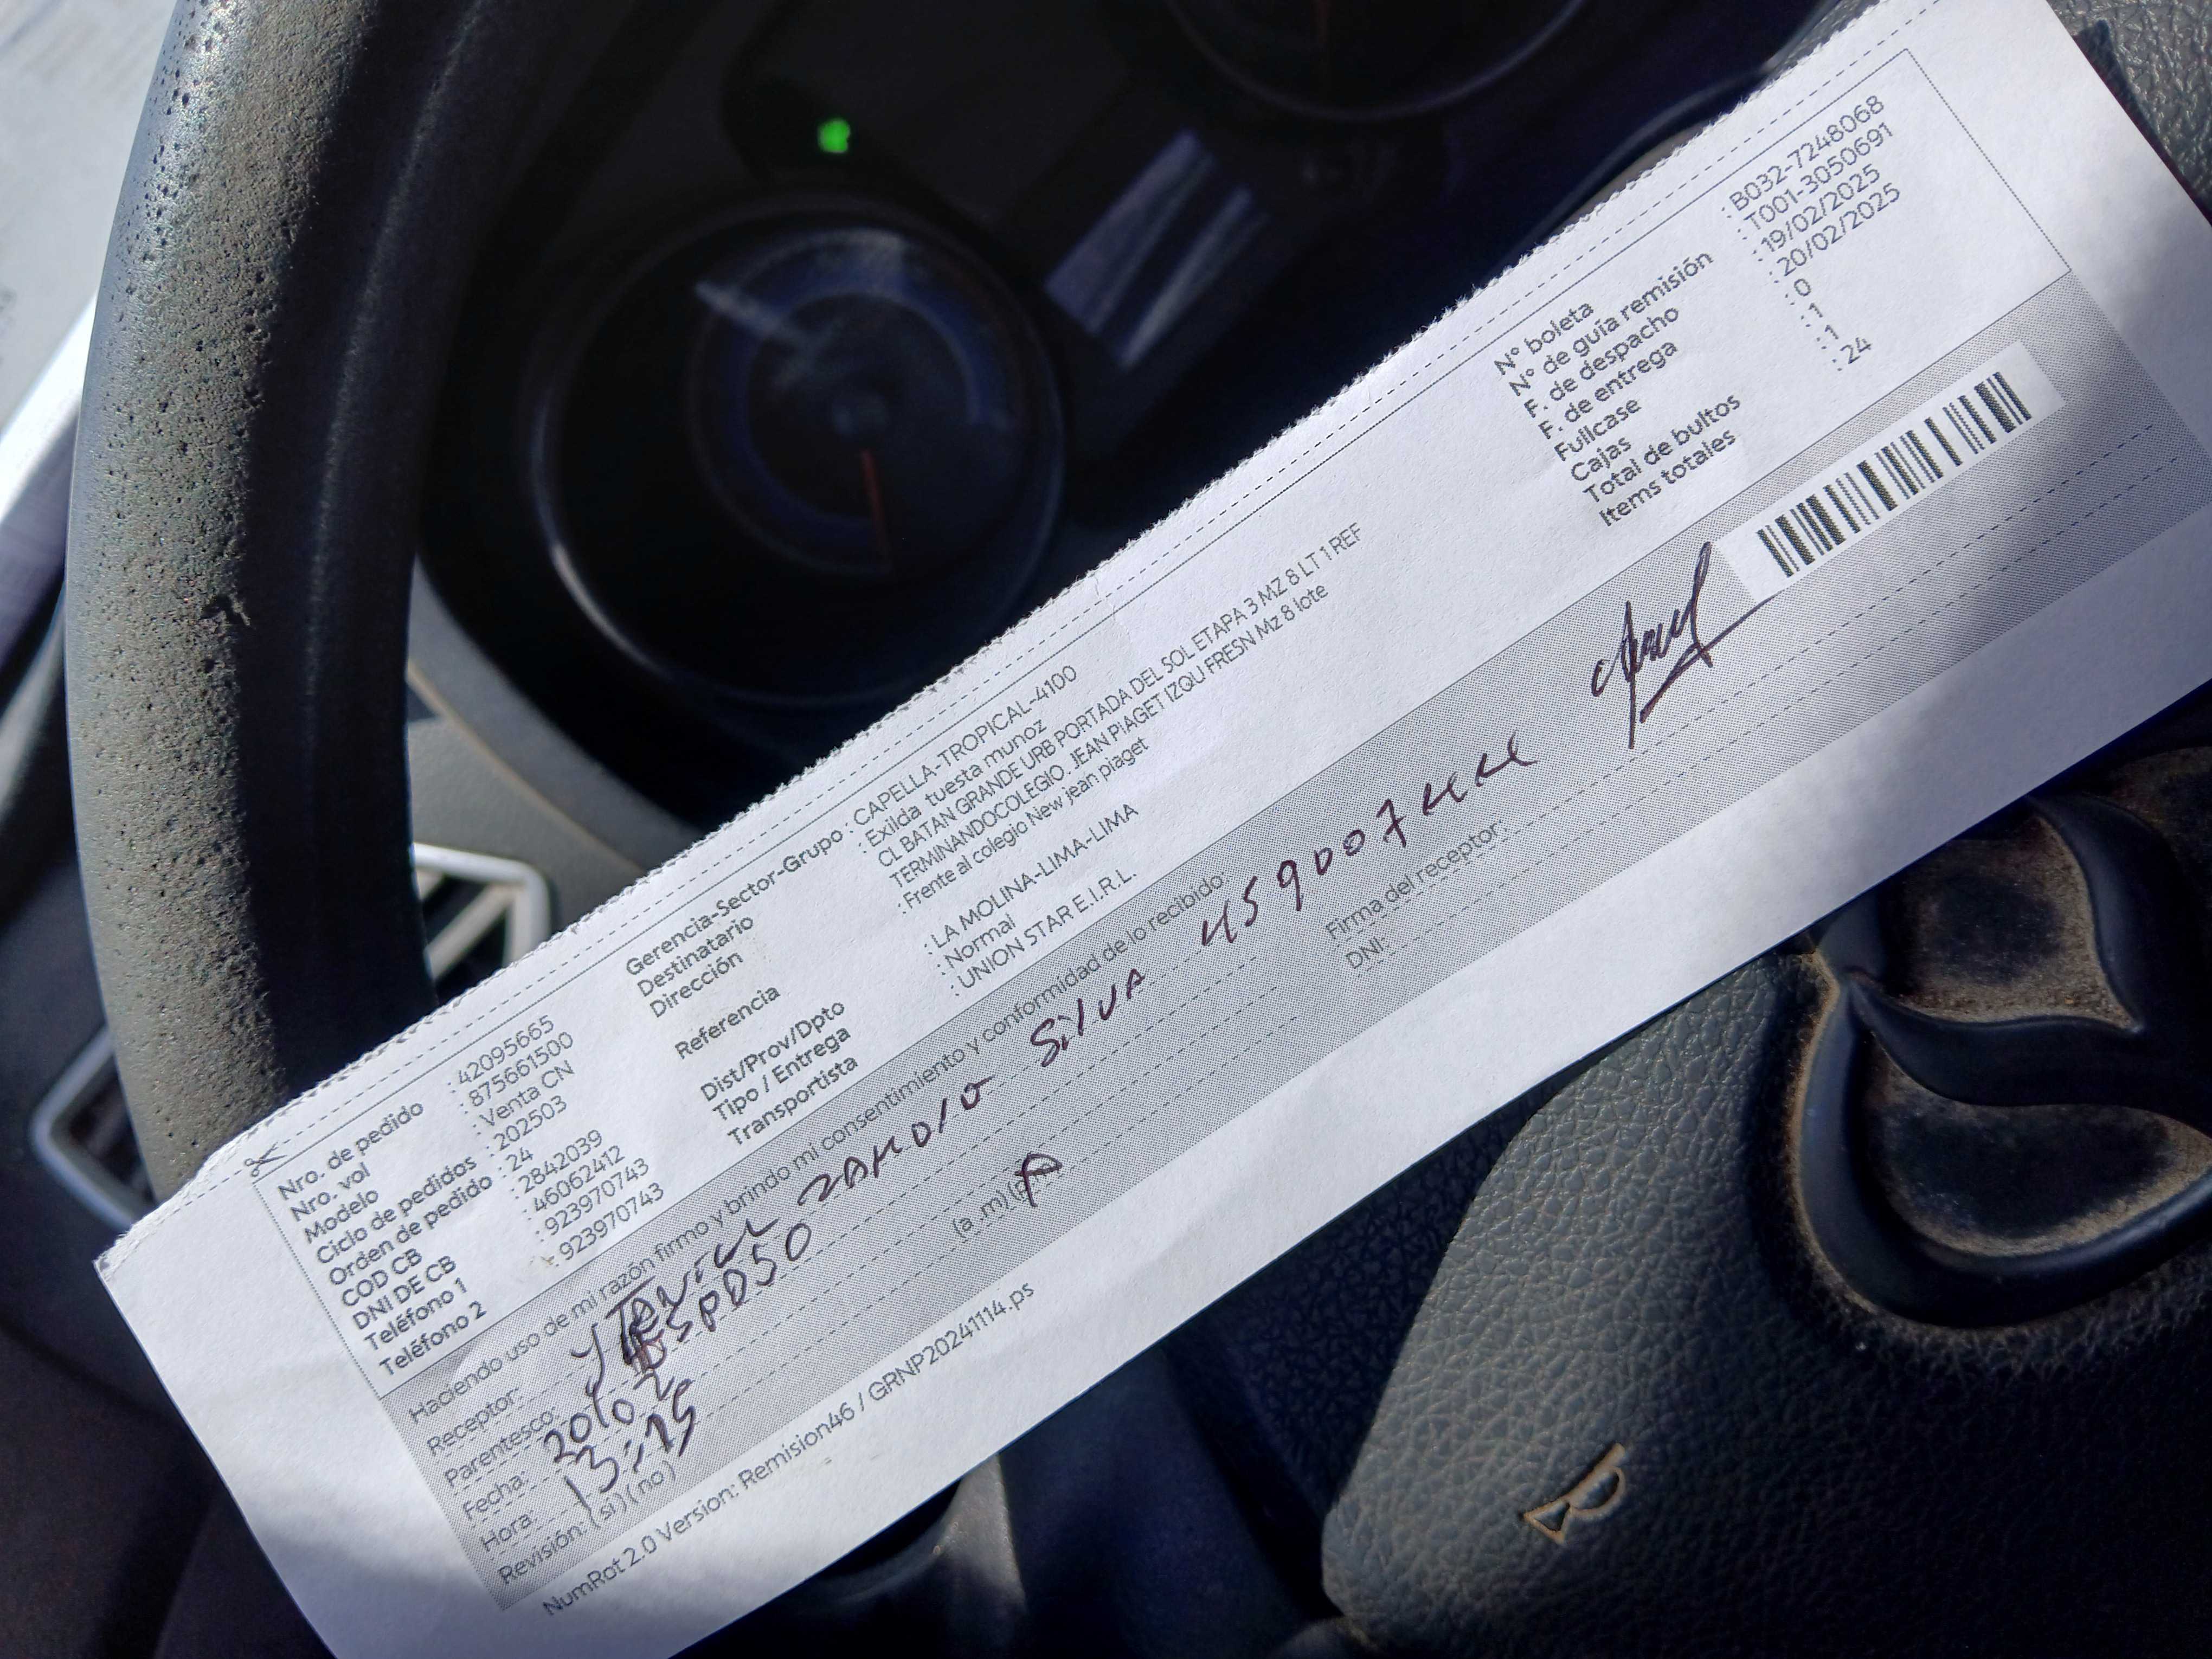 Nro. de pedido : 42095665
Nro. vol : 875661500
Modelo : Venta CN
Ciclo de pedidos : 202503
Orden de pedido : 24
COD CB : 2842039
DNI DE CB : 46062412
Teléfono 1 : 923970743
Teléfono 2 : 923970743
Gerencia-Sector-Grupo : CAPELLA-TROPICAL-4100
Destinatario : Exilda tuesta munoz
Dirección CL BATAN GRANDE URB PORTADA DEL SOL ETAPA 3 MZ 8 LT 1 REF
TERMINANDOCOLEGIO. JEAN PIAGET IZQU FRESN Mz 8 lote
Referencia : Frente al colegio New jean piaget
Dist/Prov/Dpto : LA MOLINA-LIMA-LIMA
Tipo / Entrega : Normal
Transportista : UNION STAR E.I.R.L.
N° boleta : B032-7248068
N° de guía remisión : T001-3050691
F. de despacho : 19/02/2025
F. de entrega : 20/02/2025
Fullcase : 0
Cajas : 1
Total de bultos : 1
Items totales : 24
Haciendo uso de mi razón firmo y brindo mi consentimiento y conformidad de lo recibido:
Receptor: SilVA
Parentesco: ESPOSO
Fecha: 20/02
Hora: 13:15 (a .m) (p
Revisión: ( si ) ( no )
Firma del receptor:
DNI:
NumRot 2.0 Version: Remision46 / GRNP20241114.ps